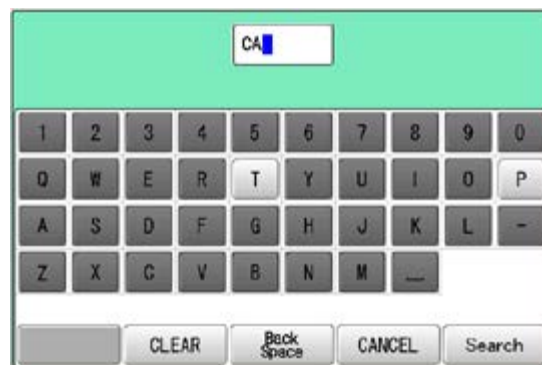 CA
1 2 3 4 5 6 7 8 9 0
Q W E R T Y U I O P
A S D F G H J K L -
Z X C V B N M _
CLEAR Back Space CANCEL Search